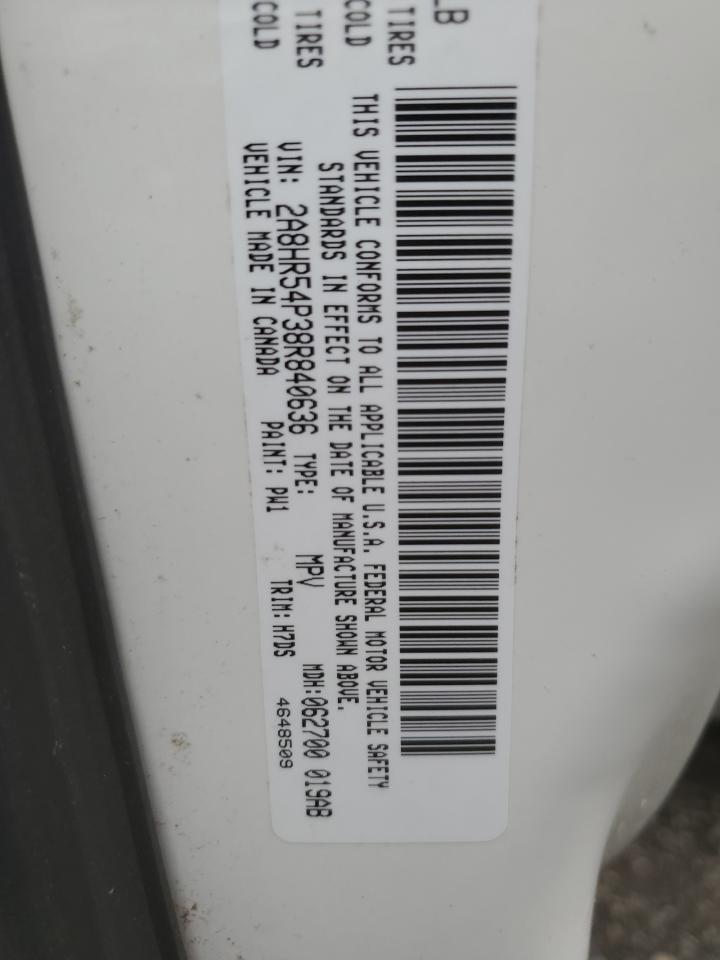 LB
TIRES
COLD
TIRES
COLD
THIS VEHICLE CONFORMS TO ALL APPLICABLE U.S.A. FEDERAL MOTOR VEHICLE SAFETY
STANDARDS IN EFFECT ON THE DATE OF MANUFACTURE SHOWN ABOVE.
VIN: 2A8HR54P38R840636 TYPE: MPV MDH:062700 019AB
VEHICLE MADE IN CANADA PAINT: PW1 TRIM: H7DS 4648509